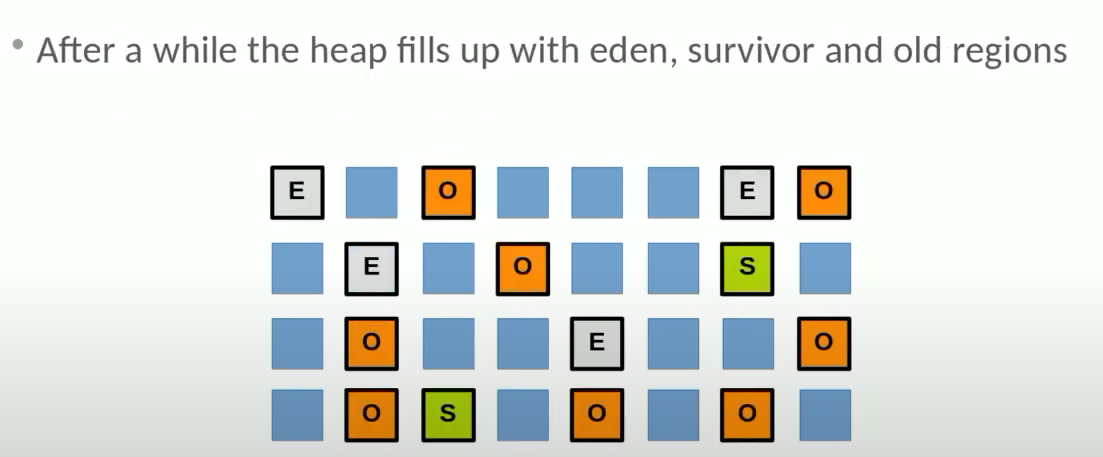 • After a while the heap fills up with eden, survivor and old regions
E O E O
E O S
O E O
O S O O